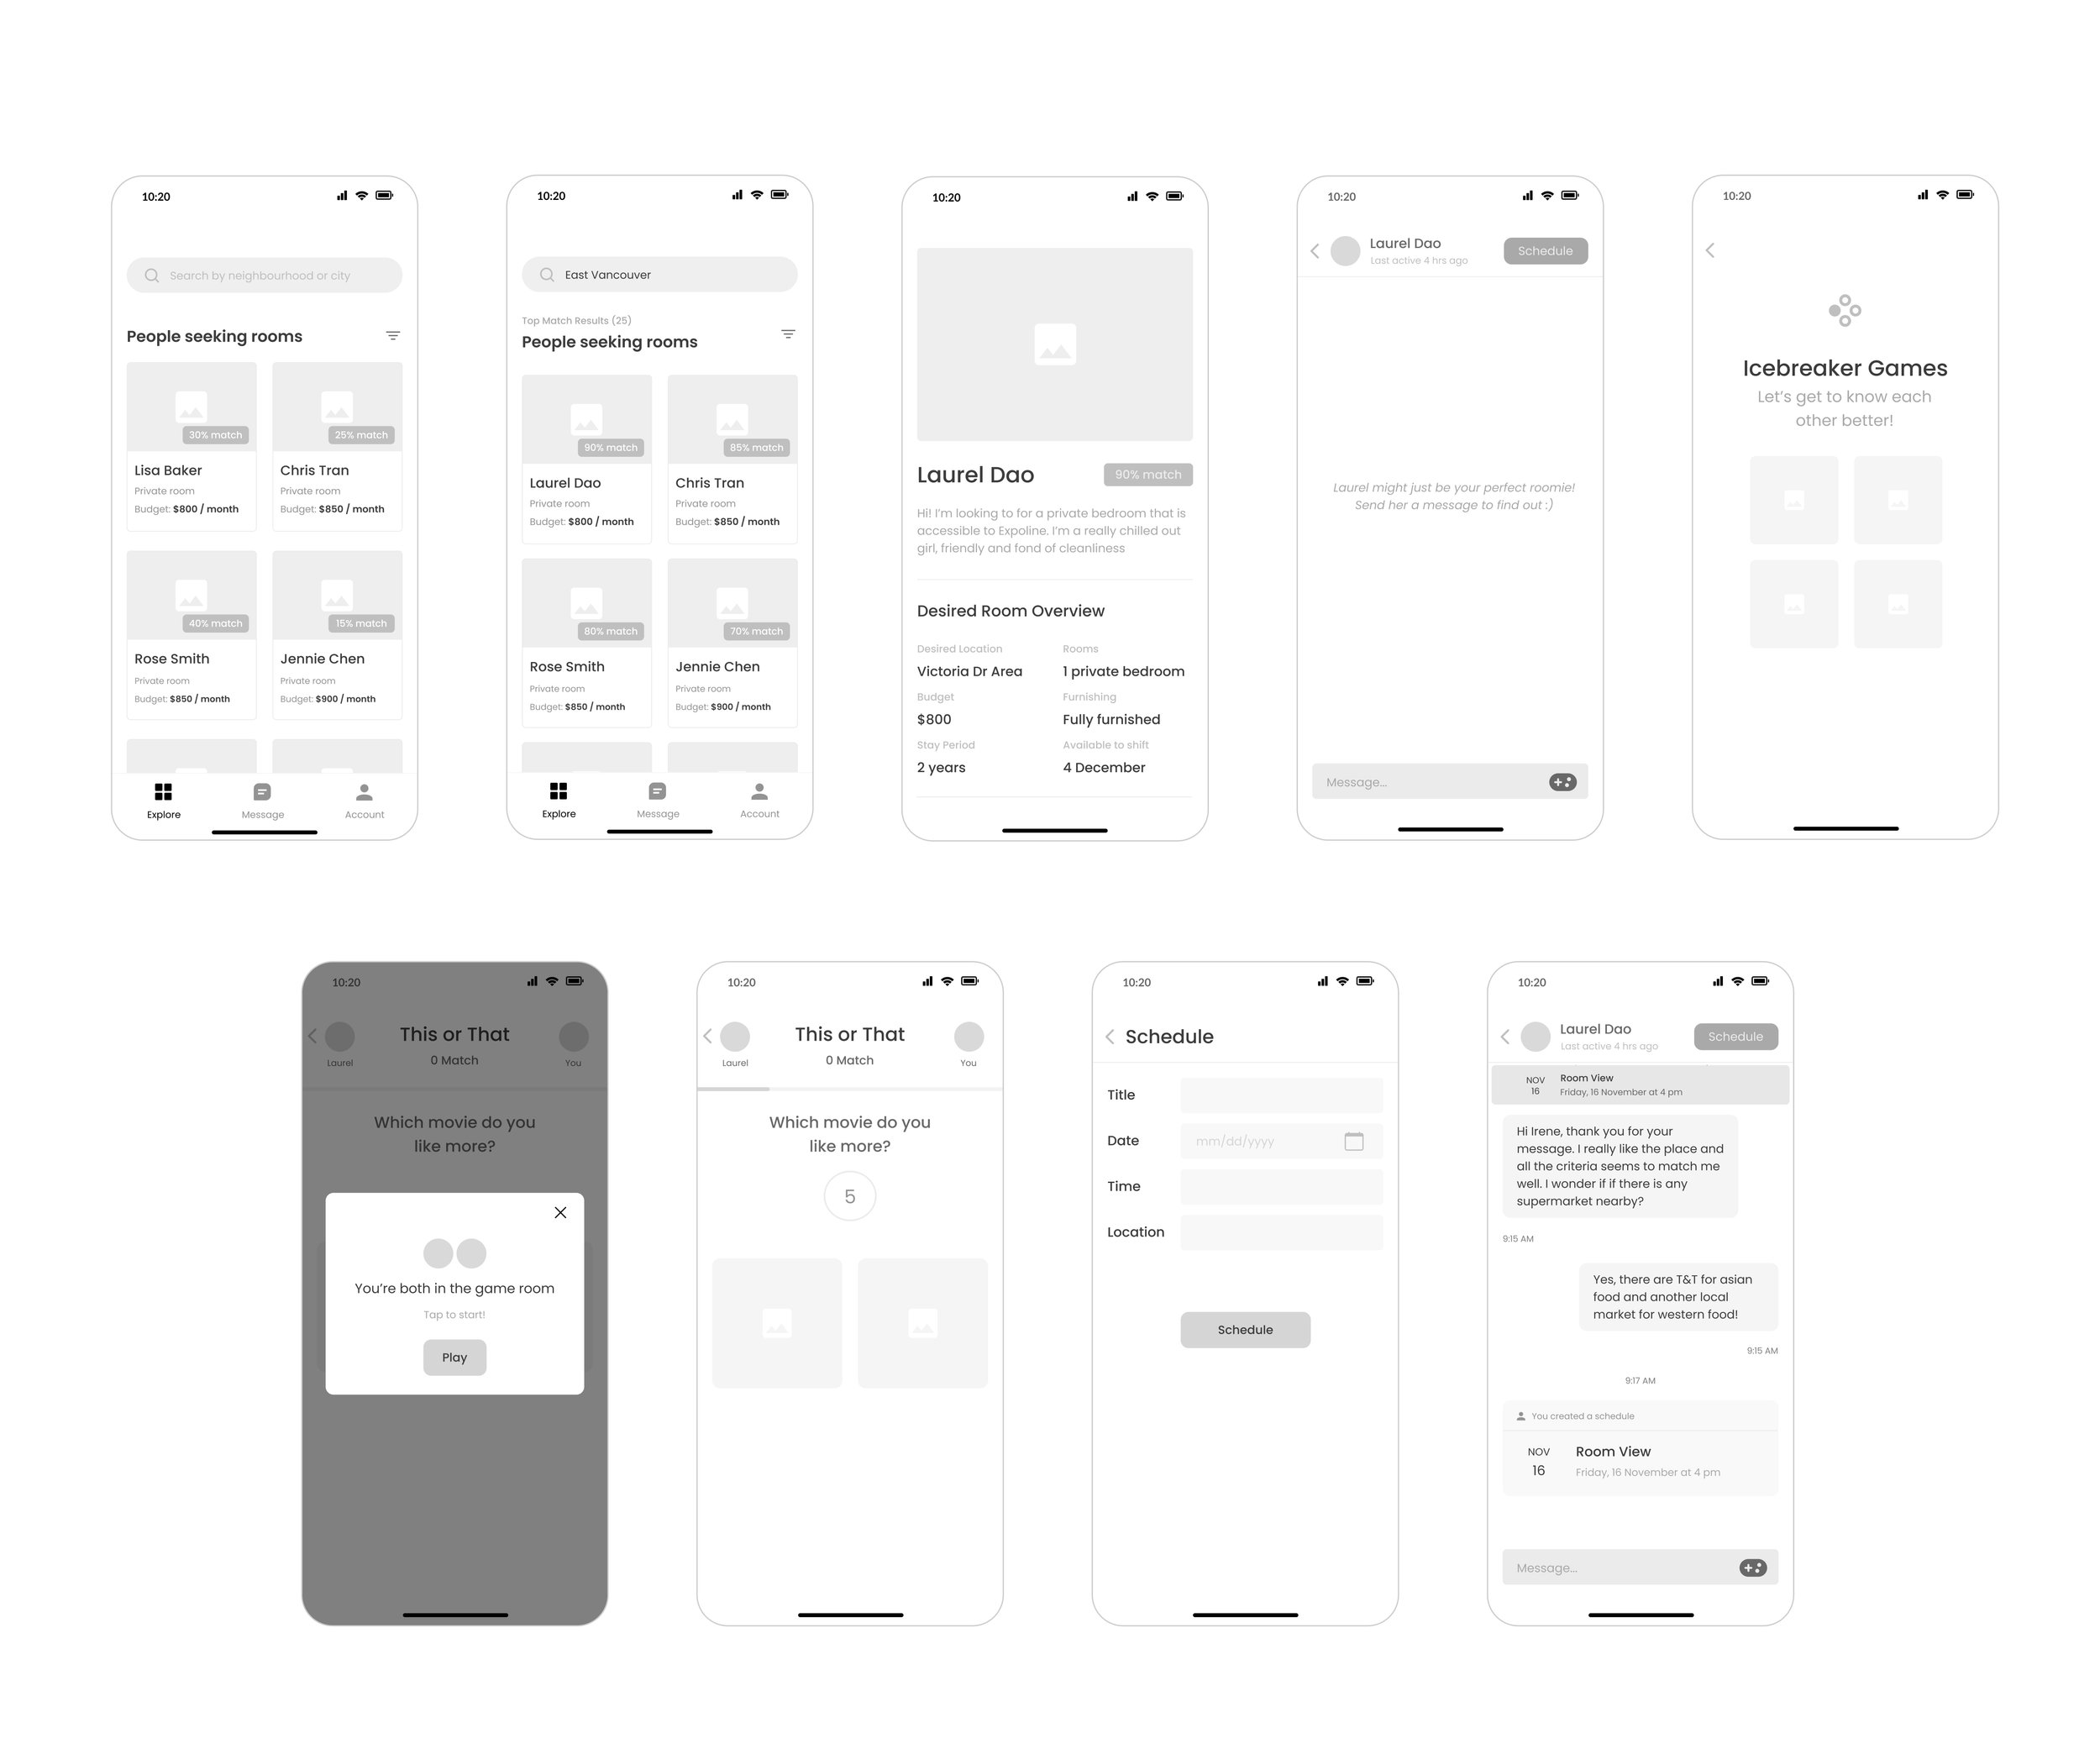 10:20
Search by neighbourhood or city
People seeking rooms
30% match
25% match
Lisa Baker
Chris Tran
Private room
Private room
Budget: $800 / month
Budget: $850 / month
40% match
15% match
Rose Smith
Jennie Chen
Private room
Private room
Budget: $850 / month
Budget: $900 / month
Explore
Message
Account
10:20
East Vancouver
Top Match Results (25)
People seeking rooms
90% match
85% match
Laurel Dao
Chris Tran
Private room
Private room
Budget: $800 / month
Budget: $850 / month
80% match
70% match
Rose Smith
Jennie Chen
Private room
Private room
Budget: $850 / month
Budget: $900 / month
Explore
Message
Account
10:20
Laurel Dao
90% match
Hi! I'm looking to for a private bedroom that is
accessible to Expoline. I'm a really chilled out
girl, friendly and fond of cleanliness
Desired Room Overview
Desired Location
Rooms
Victoria Dr Area
1 private bedroom
Budget
Furnishing
$800
Fully furnished
Stay Period
Available to shift
2 years
4 December
10:20
Laurel Dao
Last active 4 hrs ago
Schedule
Laurel might just be your perfect roomie!
Send her a message to find out :)
Message...
10:20
Icebreaker Games
Let's get to know each
other better!
10:20
This or That
0 Match
Laurel
You
Which movie do you
like more?
You're both in the game room
Tap to start!
Play
10:20
This or That
0 Match
Laurel
You
Which movie do you
like more?
5
10:20
Schedule
Title
Date
mm/dd/yyyy
Time
Location
Schedule
10:20
Laurel Dao
Last active 4 hrs ago
Schedule
NOV
16
Room View
Friday, 16 November at 4 pm
Hi Irene, thank you for your
message. I really like the place and
all the criteria seems to match me
well. I wonder if if there is any
supermarket nearby?
9:15 AM
Yes, there are T&T for asian
food and another local
market for western food!
9:15 AM
9:17 AM
You created a schedule
NOV
16
Room View
Friday, 16 November at 4 pm
Message...